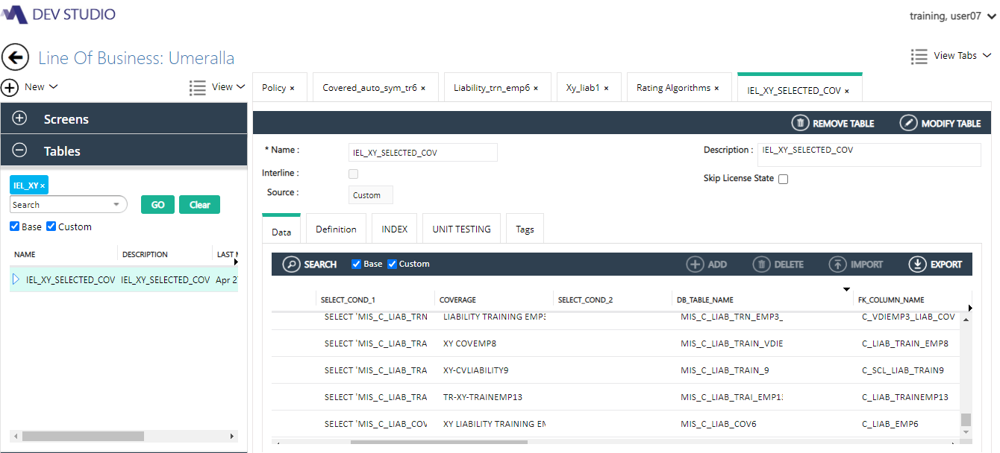 DEV STUDIO
training, user07
Line Of Business: Umeralla
View Tabs
New
View
Policy ×
Covered_auto_sym_tr6 ×
Liability_trn_emp6 ×
Xy_liab1 ×
Rating Algorithms ×
IEL_XY_SELECTED_COV ×
Screens
Tables
REMOVE TABLE
MODIFY TABLE
* Name :
IEL_XY_SELECTED_COV
Description :
IEL_XY_SELECTED_COV
Interline :
Skip License State
Source :
Custom
IEL_XY ×
Search
GO
Clear
Base
Custom
NAME DESCRIPTION LAST
IEL_XY_SELECTED_COV IEL_XY_SELECTED_COV Apr 2
Data
Definition
INDEX
UNIT TESTING
Tags
SEARCH
Base
Custom
ADD
DELETE
IMPORT
EXPORT
SELECT_COND_1 COVERAGE SELECT_COND_2 DB_TABLE_NAME FK_COLUMN_NAME
SELECT 'MIS_C_LIAB_TRN LIABILITY TRAINING EMP3 MIS_C_LIAB_TRN_EMP3_ C_VDIEMP3_LIAB_COV
SELECT 'MIS_C_LIAB_TRA XY COVEMP8 MIS_C_LIAB_TRAIN_VDIE C_LIAB_TRAIN_EMP8
SELECT 'MIS_C_LIAB_TRA XY-CVLIABILITY9 MIS_C_LIAB_TRAIN_9 C_SCL_LIAB_TRAIN9
SELECT 'MIS_C_LIAB_TRA TR-XY-TRAINEMP13 MIS_C_LIAB_TRAI_EMP13 C_LIAB_TRAINEMP13
SELECT 'MIS_C_LIAB_COV XY LIABILITY TRAINING EM MIS_C_LIAB_COV6 C_LIAB_EMP6